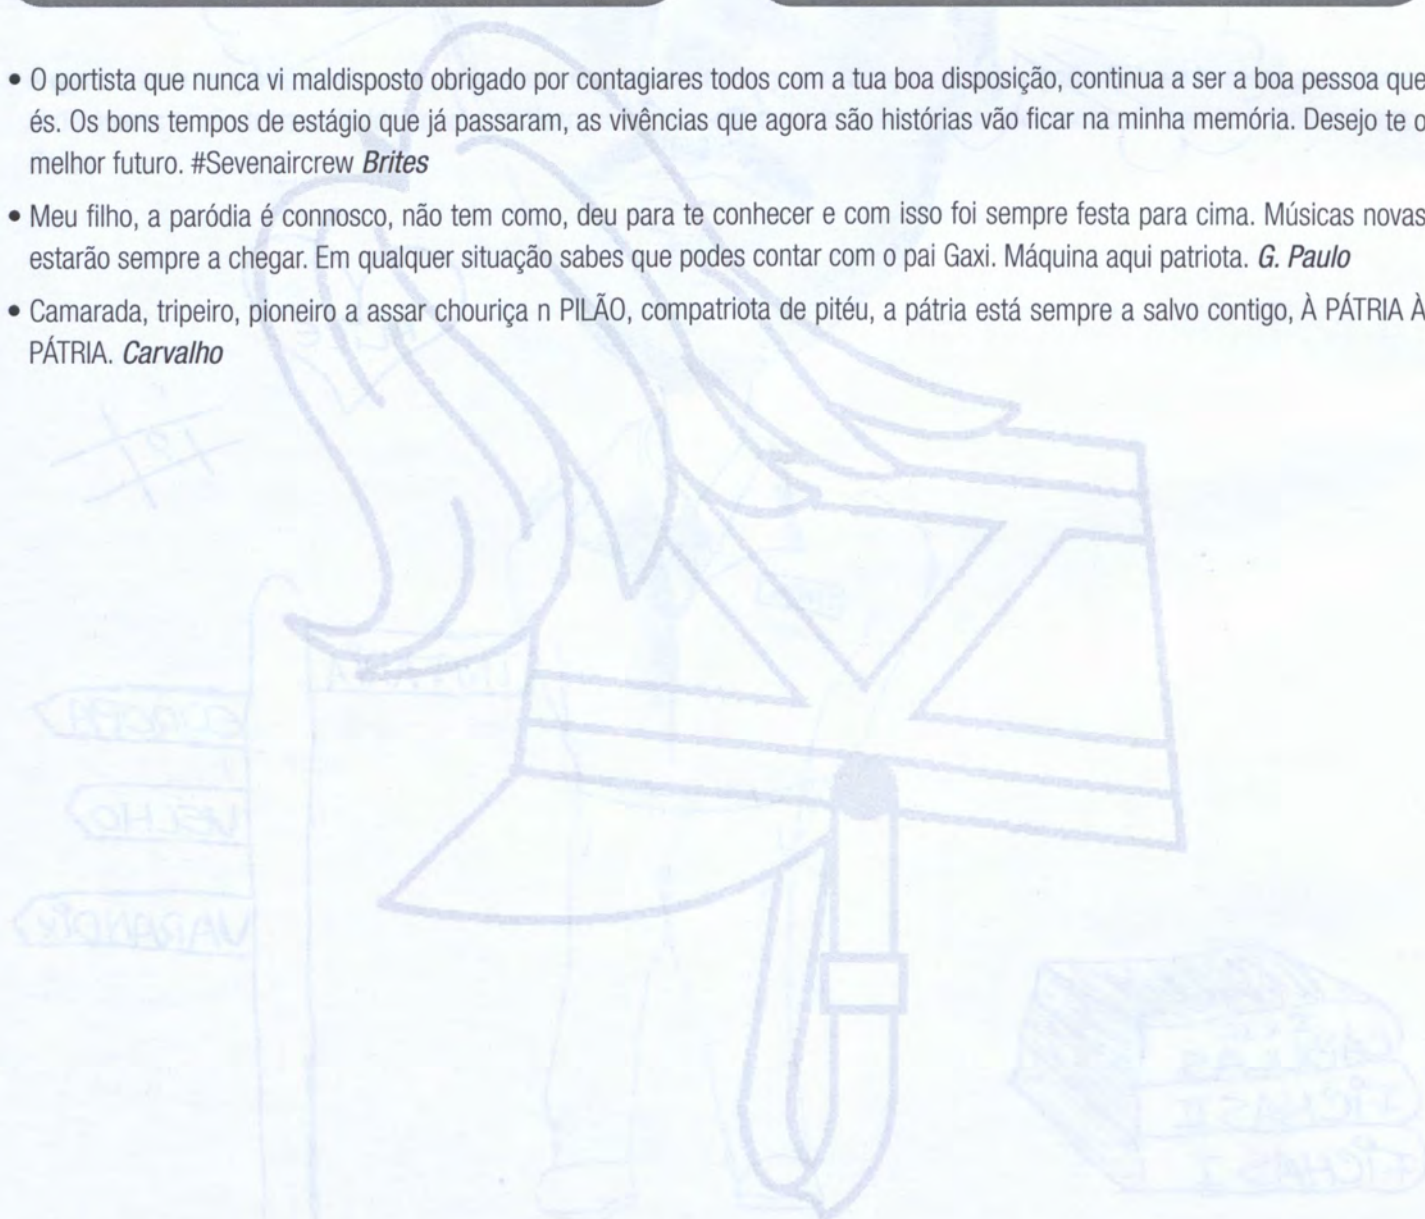 • O portista que nunca vi maldisposto obrigado por contagiares todos com a tua boa disposição, continua a ser a boa pessoa que
és. Os bons tempos de estágio que já passaram, as vivências que agora são histórias vão ficar na minha memória. Desejo te o
melhor futuro. #Sevenaircrew Brites
• Meu filho, a paródia é connosco, não tem como, deu para te conhecer e com isso foi sempre festa para cima. Músicas novas
estarão sempre a chegar. Em qualquer situação sabes que podes contar com o pai Gaxi. Máquina aqui patriota. G. Paulo
• Camarada, tripeiro, pioneiro a assar chouriça n PILÃO, compatriota de pitéu, a pátria está sempre a salvo contigo, À PÁTRIA À
PÁTRIA. Carvalho
EUROPA
VELHO
FICHAS II
FICHAS I